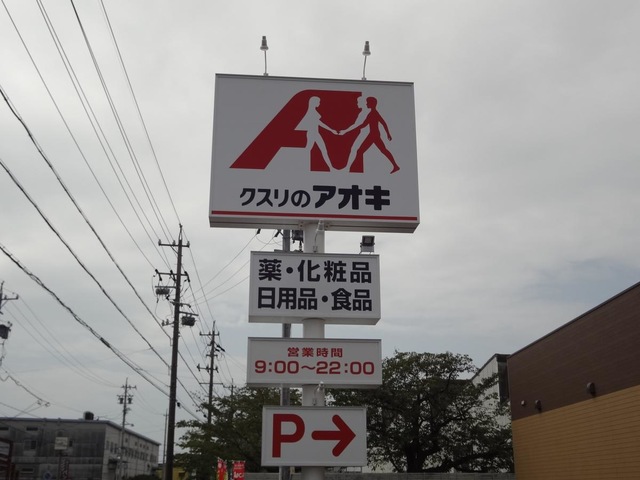 クスリのアオキ
薬・化粧品
日用品・食品
営業時間
9:00〜22:00
P→